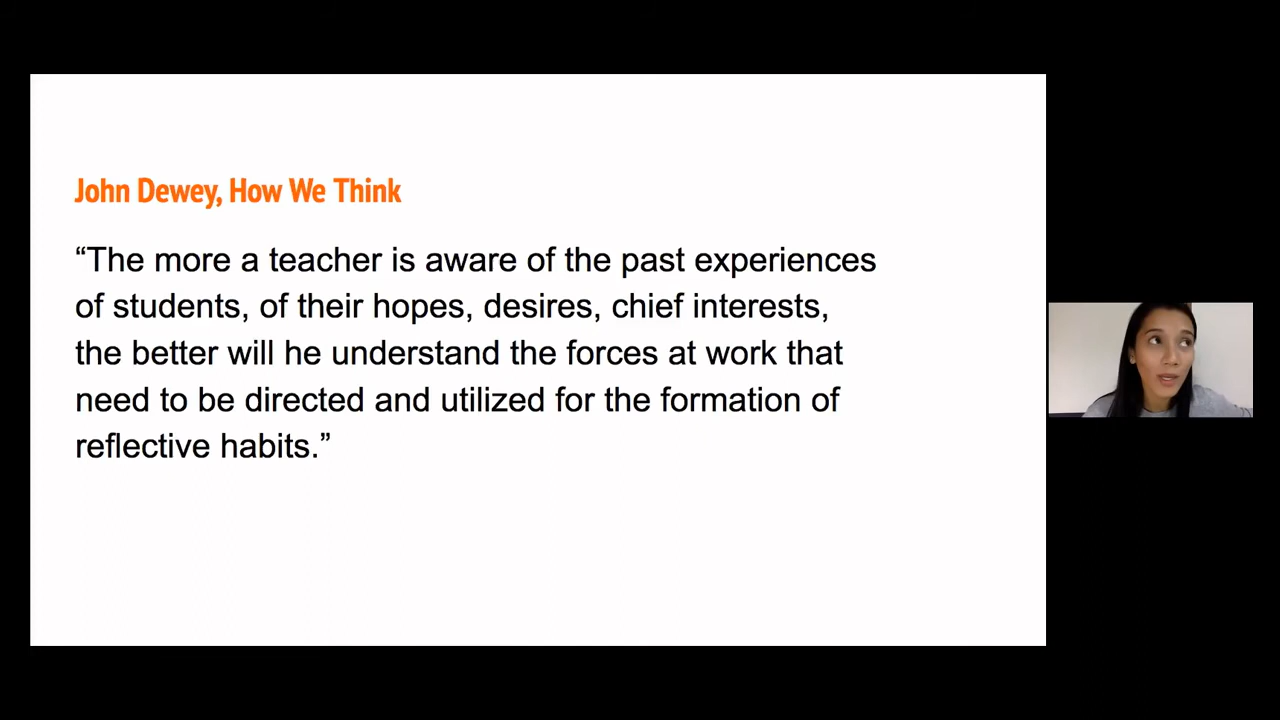 John Dewey, How We Think
“The more a teacher is aware of the past experiences
of students, of their hopes, desires, chief interests,
the better will he understand the forces at work that
need to be directed and utilized for the formation of
reflective habits.”